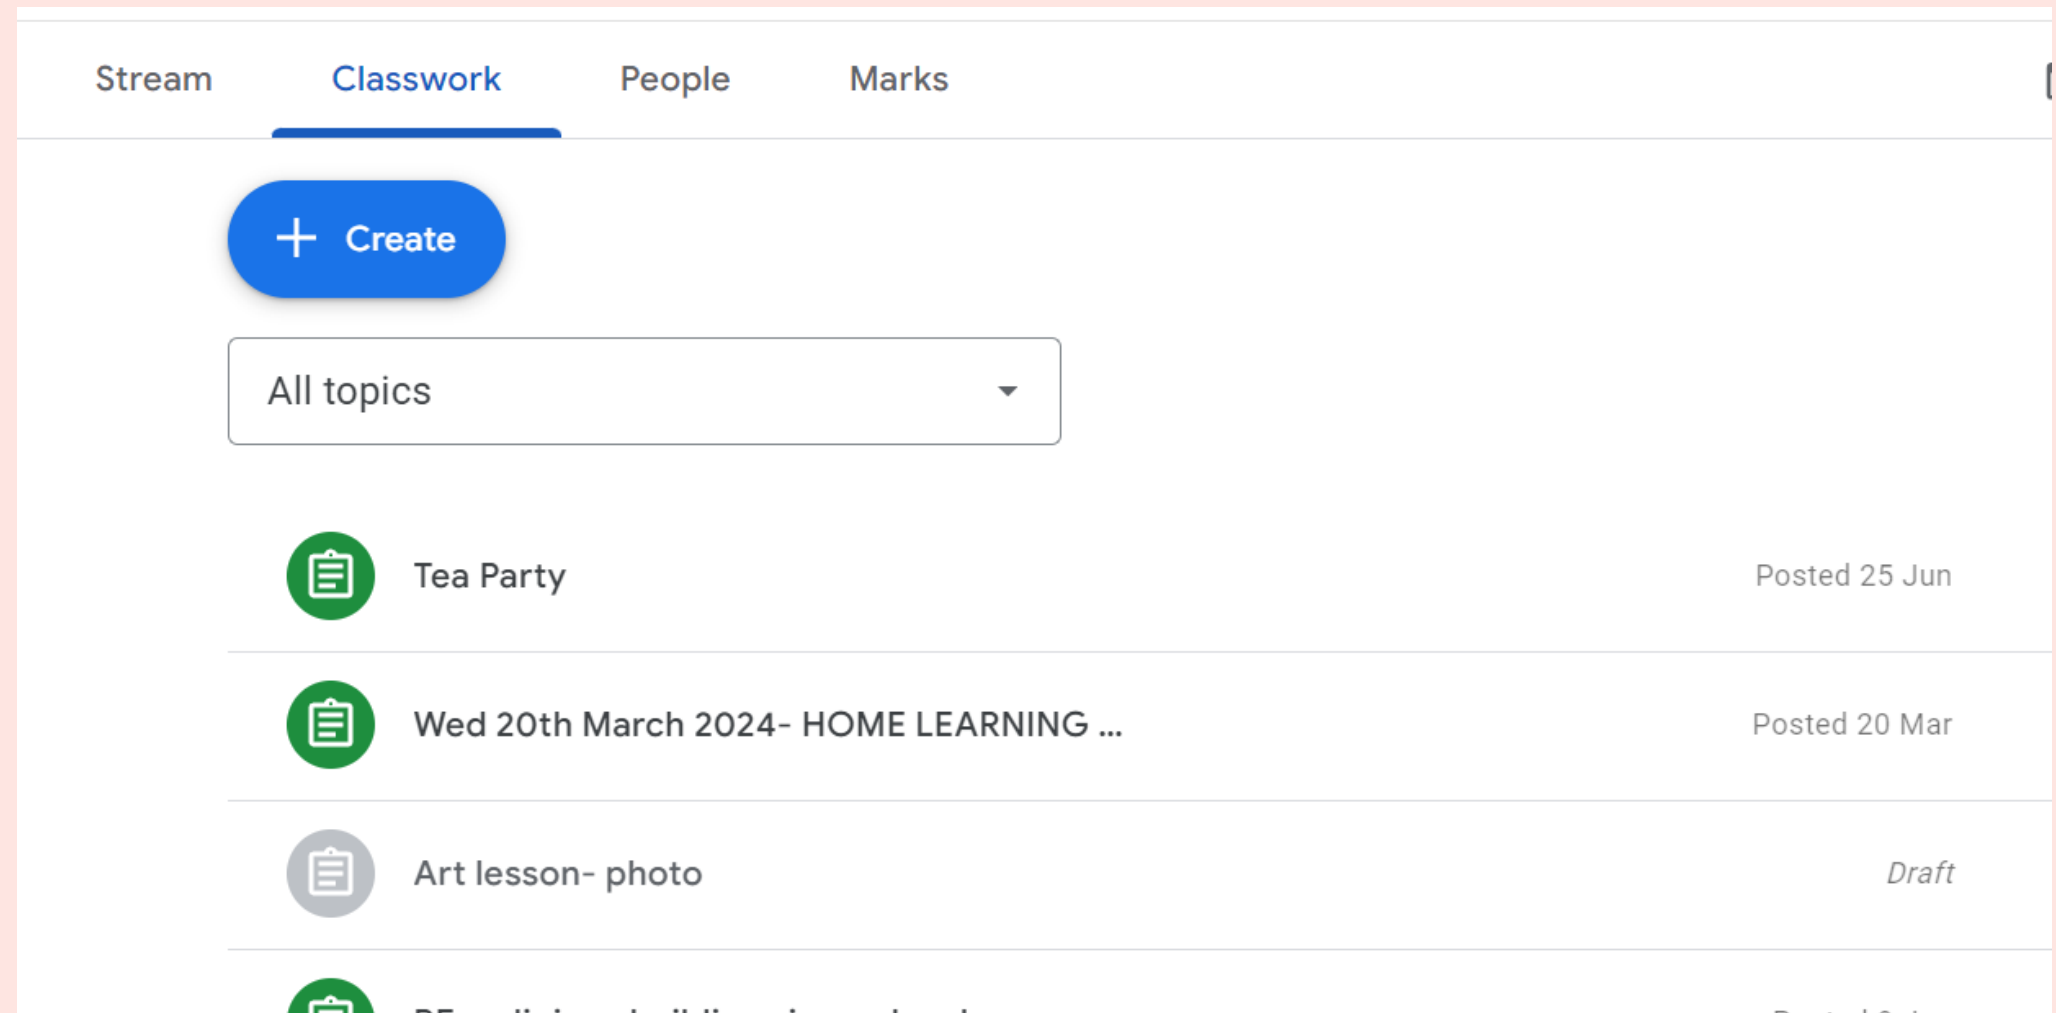 Stream Classwork People Marks
Create
All topics
Tea Party Posted 25 Jun
Wed 20th March 2024- HOME LEARNING ... Posted 20 Mar
Art lesson- photo Draft